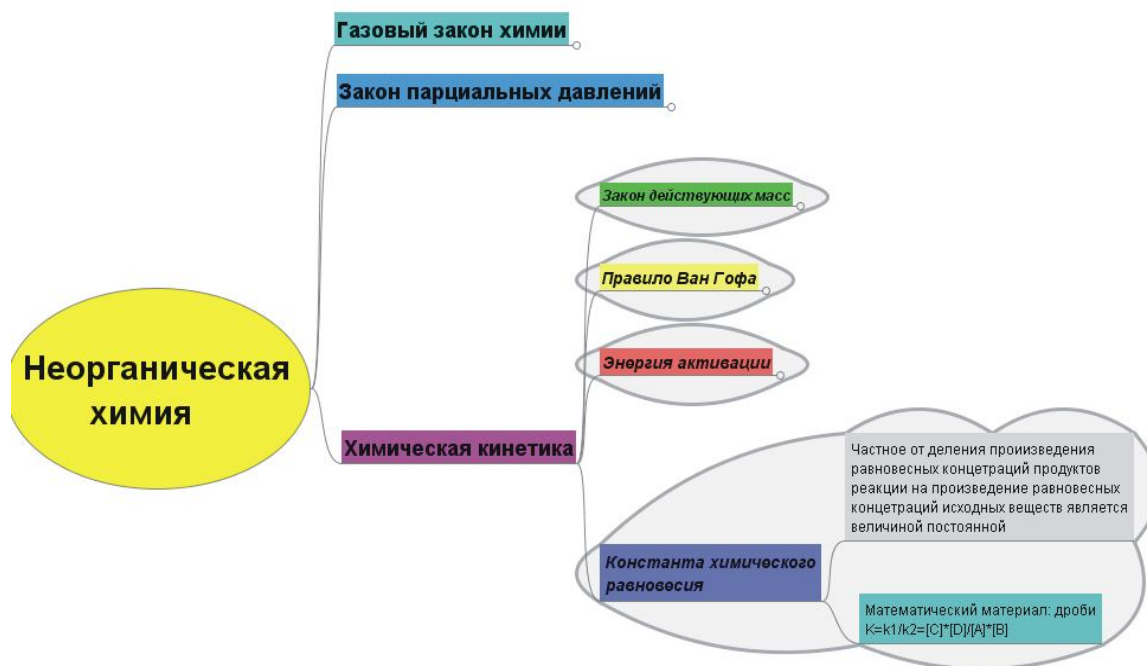 Газовый закон химии
Закон парциальных давлений
Закон действующих масс
Правило Ван Гофа
Энергия активации
Неорганическая
химия
Химическая кинетика
Частное от деления проиизведения
равновесных концетраций продуктов
реакции на произведение равновесных
концетраций исходных веществ является
величиной постоянной
Константа химического
равновесия
Математический материал: дроби
K=k1/k2=[C]*[D]/[A]*[B]